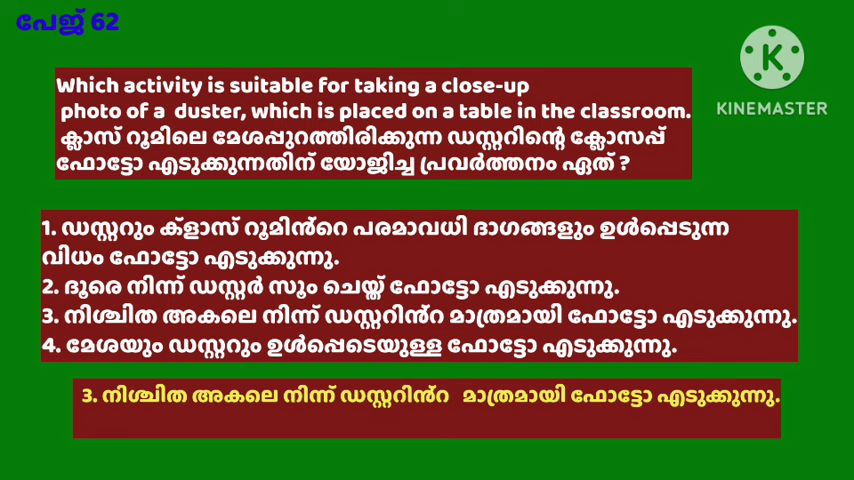 പേജ് 62
KINEMASTER
Which activity is suitable for taking a close-up
photo of a duster, which is placed on a table in the classroom.
ക്ലാസ് റൂമിലെ മേശപ്പുറത്തിരിക്കുന്ന ഡസ്റ്ററിന്റെ ക്ലോസപ്പ്
ഫോട്ടോ എടുക്കുന്നതിന് യോജിച്ച പ്രവർത്തനം ഏത് ?
1. ഡസ്റ്ററും ക്ളാസ് റൂമിൻറെ പരമാവധി ഭാഗങ്ങളും ഉൾപ്പെടുന്ന
വിധം ഫോട്ടോ എടുക്കുന്നു.
2. ദൂരെ നിന്ന് ഡസ്റ്റർ സൂം ചെയ്ത് ഫോട്ടോ എടുക്കുന്നു.
3. നിശ്ചിത അകലെ നിന്ന് ഡസ്റ്ററിൻറ മാത്രമായി ഫോട്ടോ എടുക്കുന്നു.
4. മേശയും ഡസ്റ്ററും ഉൾപ്പെടെയുള്ള ഫോട്ടോ എടുക്കുന്നു.
3. നിശ്ചിത അകലെ നിന്ന് ഡസ്റ്ററിൻറ മാത്രമായി ഫോട്ടോ എടുക്കുന്നു.